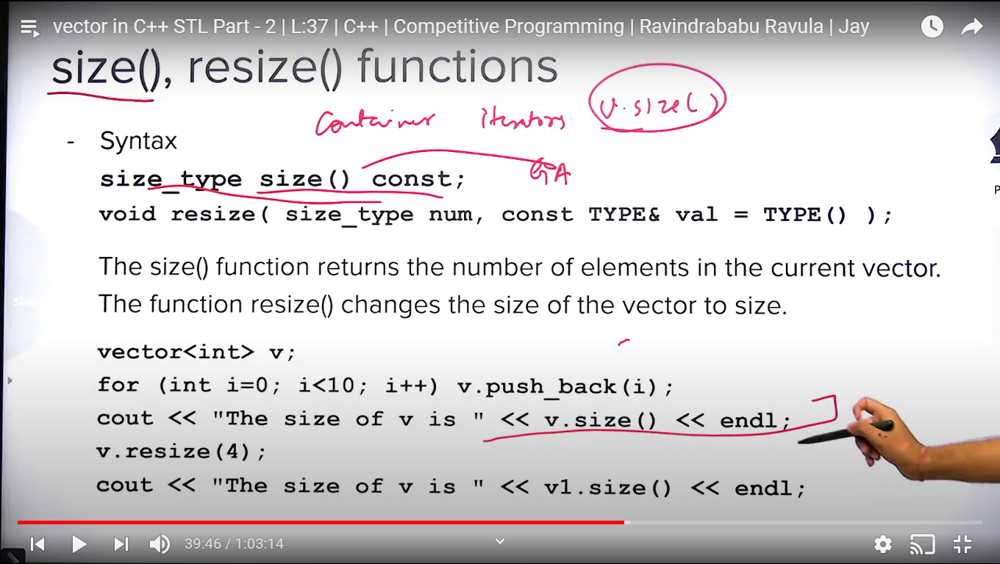 vector in C++ STL Part - 2 | L:37 | C++ | Competitive Programming | Ravindrababu Ravula | Jay
size(), resize() functions
v.size()
Container iterators
- Syntax
size_type size() const;
void resize( size_type num, const TYPE& val = TYPE() );
The size() function returns the number of elements in the current vector.
The function resize() changes the size of the vector to size.
vector<int> v;
for (int i=0; i<10; i++) v.push_back(i);
cout << "The size of v is " << v.size() << endl;
v.resize(4);
cout << "The size of v is " << v1.size() << endl;
39:46 / 1:03:14